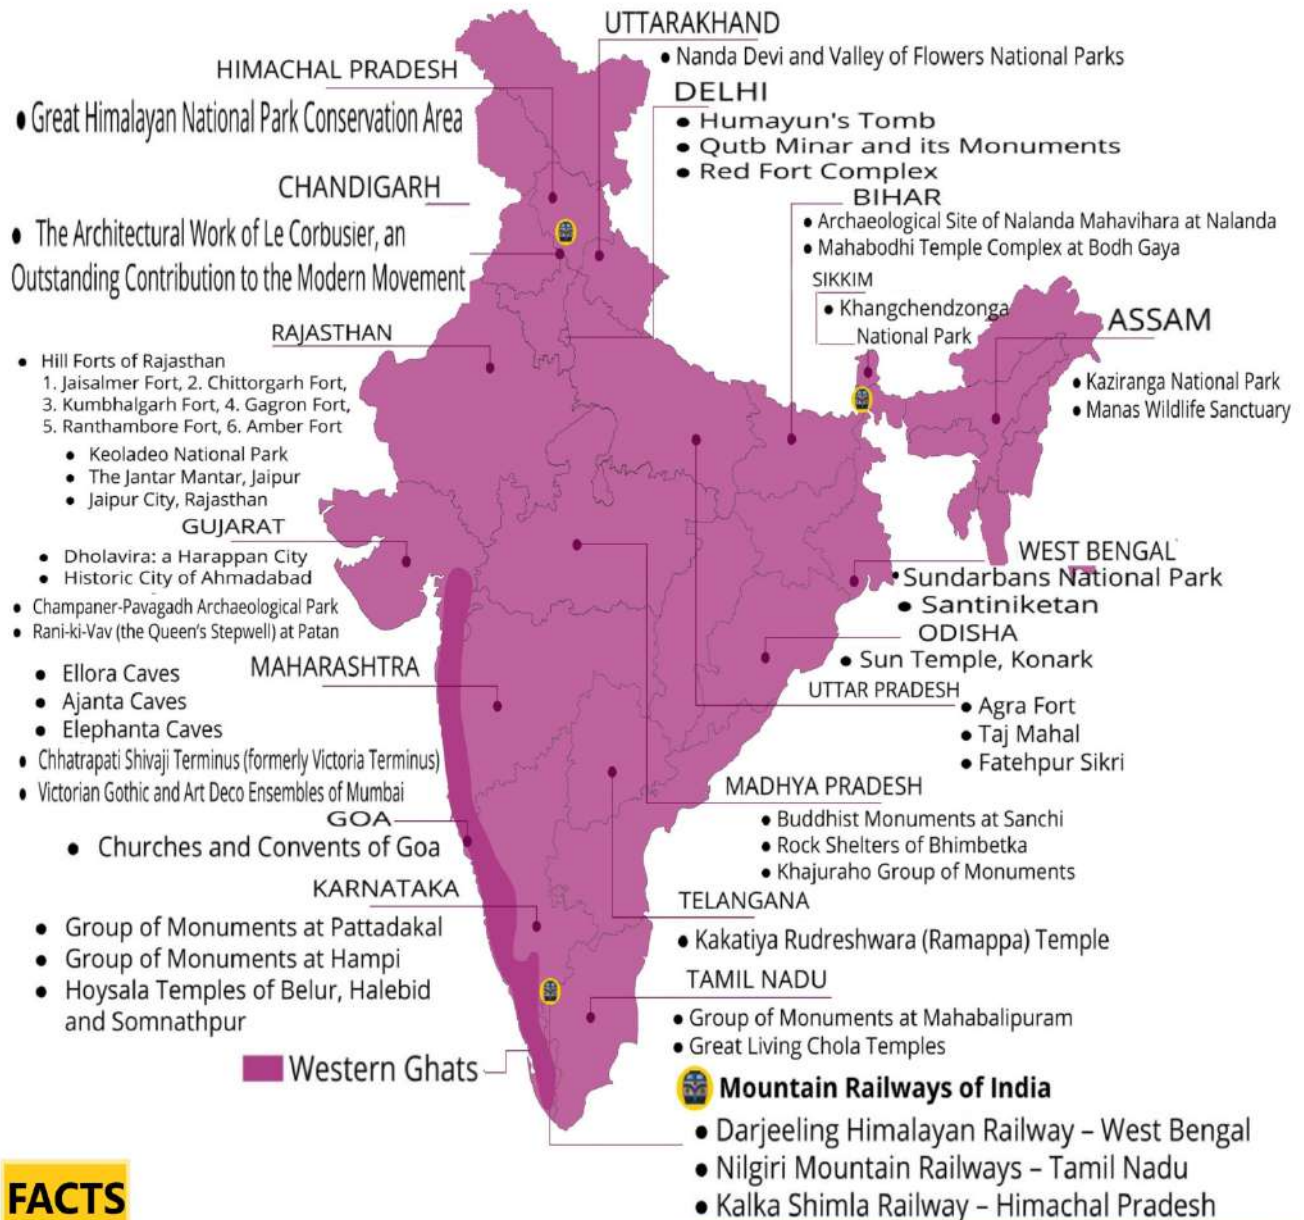 UTTARAKHAND
● Nanda Devi and Valley of Flowers National Parks
HIMACHAL PRADESH
● Great Himalayan National Park Conservation Area
DELHI
● Humayun's Tomb
● Qutb Minar and its Monuments
● Red Fort Complex
CHANDIGARH
● The Architectural Work of Le Corbusier, an
Outstanding Contribution to the Modern Movement
BIHAR
● Archaeological Site of Nalanda Mahavihara at Nalanda
● Mahabodhi Temple Complex at Bodh Gaya
SIKKIM
● Khangchendzonga
National Park
ASSAM
● Kaziranga National Park
● Manas Wildlife Sanctuary
RAJASTHAN
● Hill Forts of Rajasthan
1. Jaisalmer Fort, 2. Chittorgarh Fort,
3. Kumbhalgarh Fort, 4. Gagron Fort,
5. Ranthambore Fort, 6. Amber Fort
● Keoladeo National Park
● The Jantar Mantar, Jaipur
● Jaipur City, Rajasthan
GUJARAT
● Dholavira: a Harappan City
● Historic City of Ahmadabad
● Champaner-Pavagadh Archaeological Park
● Rani-ki-Vav (the Queen's Stepwell) at Patan
WEST BENGAL
● Sundarbans National Park
● Santiniketan
ODISHA
● Sun Temple, Konark
MAHARASHTRA
● Ellora Caves
● Ajanta Caves
● Elephanta Caves
● Chhatrapati Shivaji Terminus (formerly Victoria Terminus)
● Victorian Gothic and Art Deco Ensembles of Mumbai
UTTAR PRADESH
● Agra Fort
● Taj Mahal
● Fatehpur Sikri
MADHYA PRADESH
● Buddhist Monuments at Sanchi
● Rock Shelters of Bhimbetka
● Khajuraho Group of Monuments
GOA
● Churches and Convents of Goa
KARNATAKA
● Group of Monuments at Pattadakal
● Group of Monuments at Hampi
● Hoysala Temples of Belur, Halebid
and Somnathpur
TELANGANA
● Kakatiya Rudreshwara (Ramappa) Temple
TAMIL NADU
● Group of Monuments at Mahabalipuram
● Great Living Chola Temples
Western Ghats
Mountain Railways of India
● Darjeeling Himalayan Railway – West Bengal
● Nilgiri Mountain Railways – Tamil Nadu
● Kalka Shimla Railway – Himachal Pradesh
FACTS